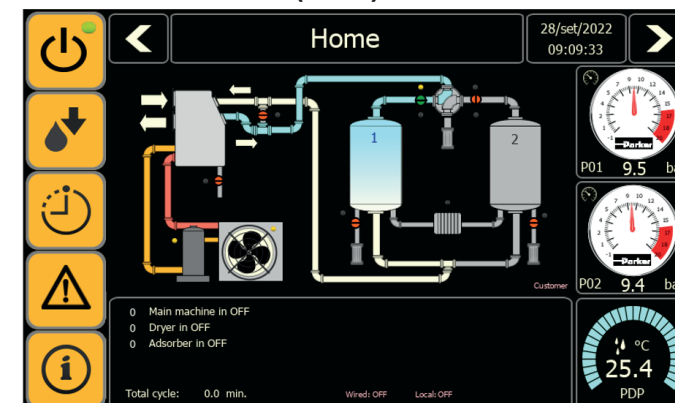 Home
28/set/2022
09:09:33
1
2
Parker
P01 9.5 ba
Parker
P02 9.4 ba
Customer
0 Main machine in OFF
0 Dryer in OFF
0 Adsorber in OFF
Total cycle: 0.0 min.
Wired: OFF Local: OFF
°C
25.4
PDP